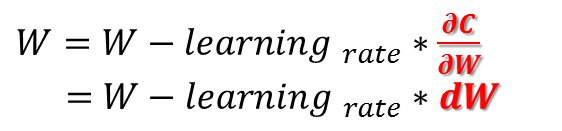 W = W − learning rate * ∂C/∂W
= W − learning rate * dW